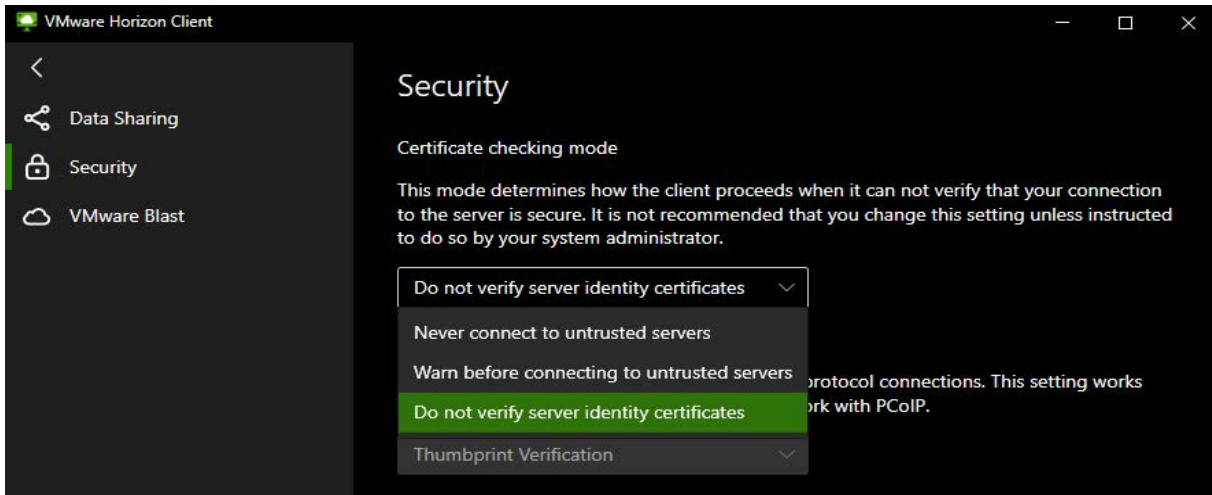 VMware Horizon Client
Data Sharing
Security
VMware Blast
Security
Certificate checking mode
This mode determines how the client proceeds when it can not verify that your connection
to the server is secure. It is not recommended that you change this setting unless instructed
to do so by your system administrator.
Do not verify server identity certificates
Never connect to untrusted servers
Warn before connecting to untrusted servers
protocol connections. This setting works
Do not verify server identity certificates
with PCoIP.
Thumbprint Verification